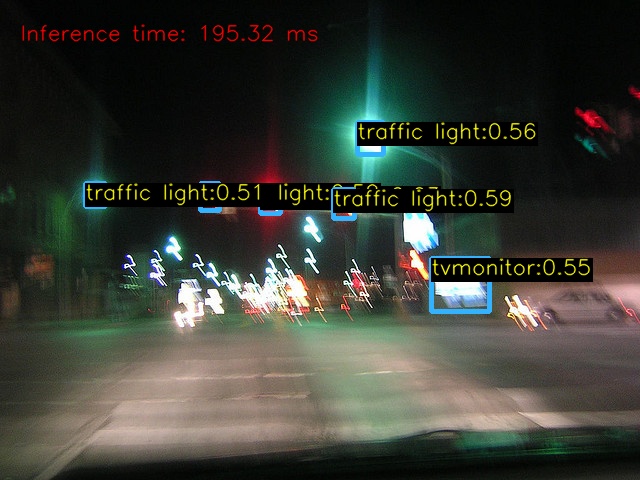 Inference time: 195.32 ms
traffic light:0.56
traffic light:0.51 light:
traffic light:0.59
tvmonitor:0.55